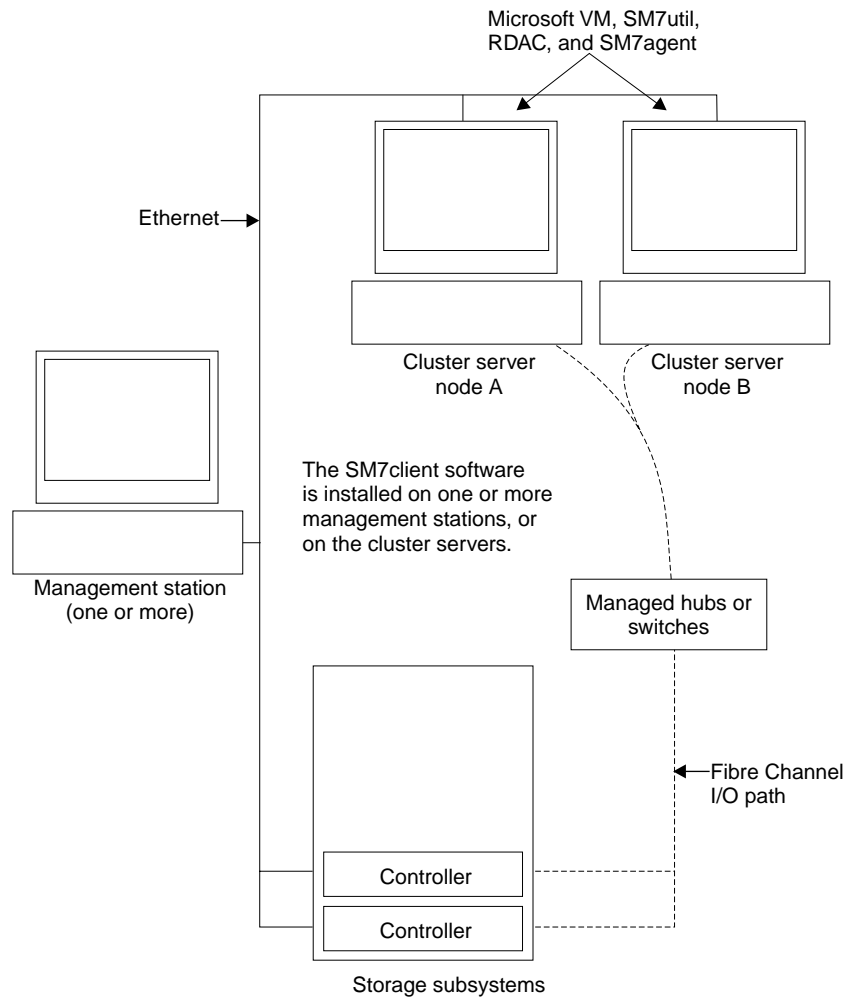 Microsoft VM, SM7util,
RDAC, and SM7agent
Ethernet
Cluster server
node A
Cluster server
node B
The SM7client software
is installed on one or more
management stations, or
on the cluster servers.
Management station
(one or more)
Managed hubs or
switches
Fibre Channel
I/O path
Controller
Controller
Storage subsystems